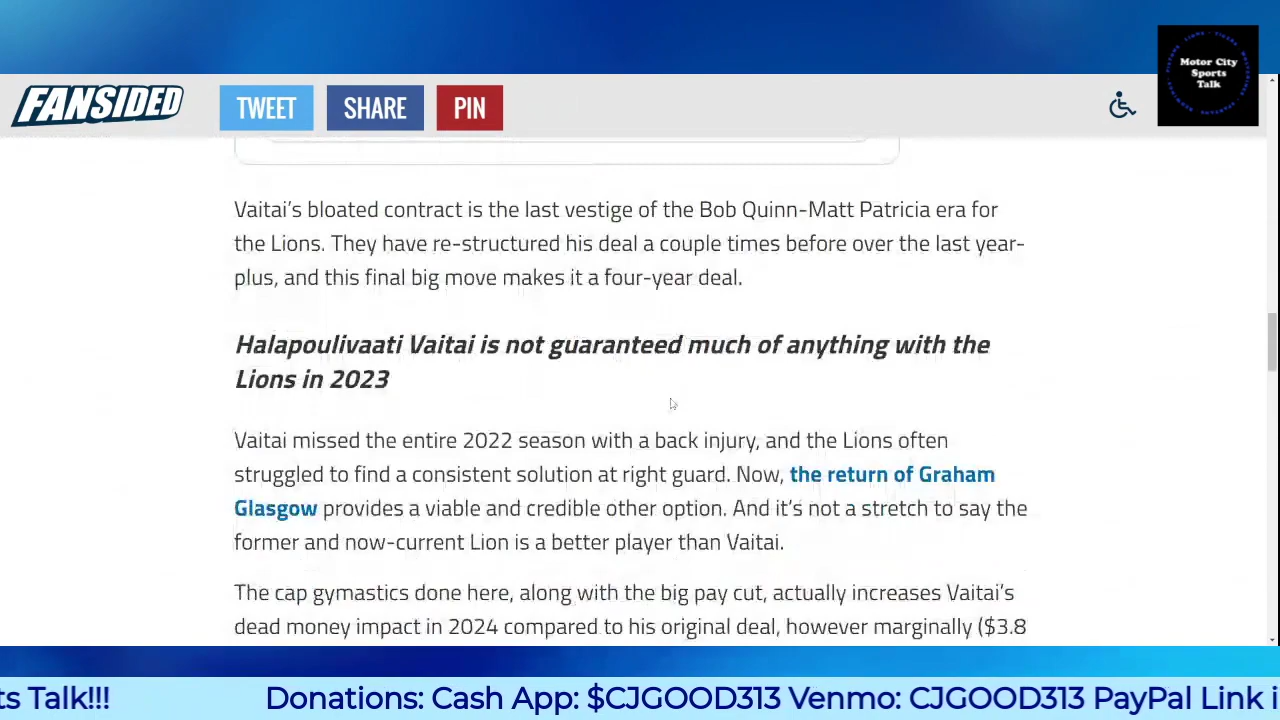 Motor City
Sports
Talk
FANSIDED
TWEET
SHARE
PIN
Vaitai’s bloated contract is the last vestige of the Bob Quinn-Matt Patricia era for
the Lions. They have re-structured his deal a couple times before over the last year-
plus, and this final big move makes it a four-year deal.
Halapoulivaati Vaitai is not guaranteed much of anything with the
Lions in 2023
Vaitai missed the entire 2022 season with a back injury, and the Lions often
struggled to find a consistent solution at right guard. Now, the return of Graham
Glasgow provides a viable and credible other option. And it’s not a stretch to say the
former and now-current Lion is a better player than Vaitai.
The cap gymastics done here, along with the big pay cut, actually increases Vaitai’s
dead money impact in 2024 compared to his original deal, however marginally ($3.8
ts Talk!!!
Donations: Cash App: $CJGOOD313 Venmo: CJGOOD313 PayPal Link i